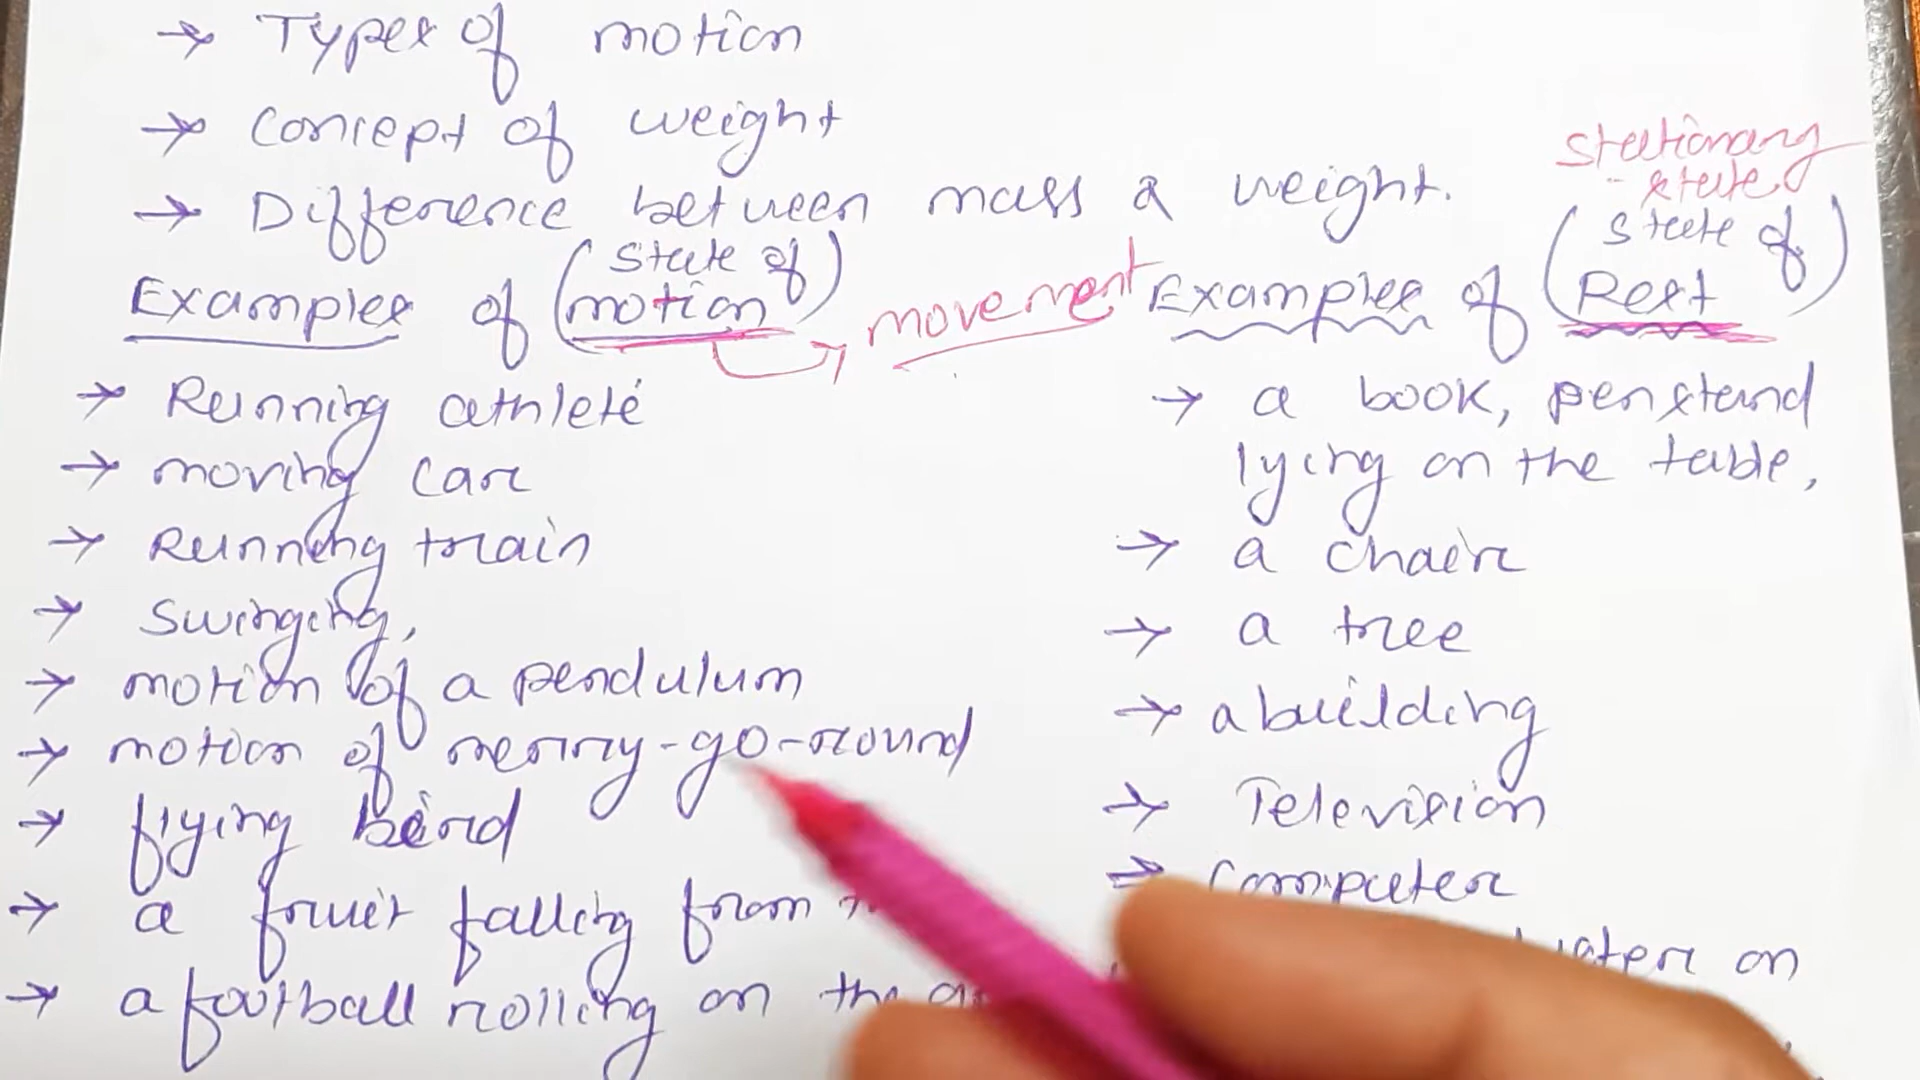 → Types of motion
→ Concept of weight
→ Difference between mass & weight.
Examples of (State of motion) → movement
→ Running athlete
→ moving car
→ Running train
→ Swinging,
→ motion of a pendulum
→ motion of merry-go-round
→ flying bird
→ a fruit falling from
→ a football rolling on the
stationary
state
Examples of (State of Rest)
→ a book, penstand
lying on the table,
→ a chair
→ a tree
→ a building
→ Television
→ Computer
on